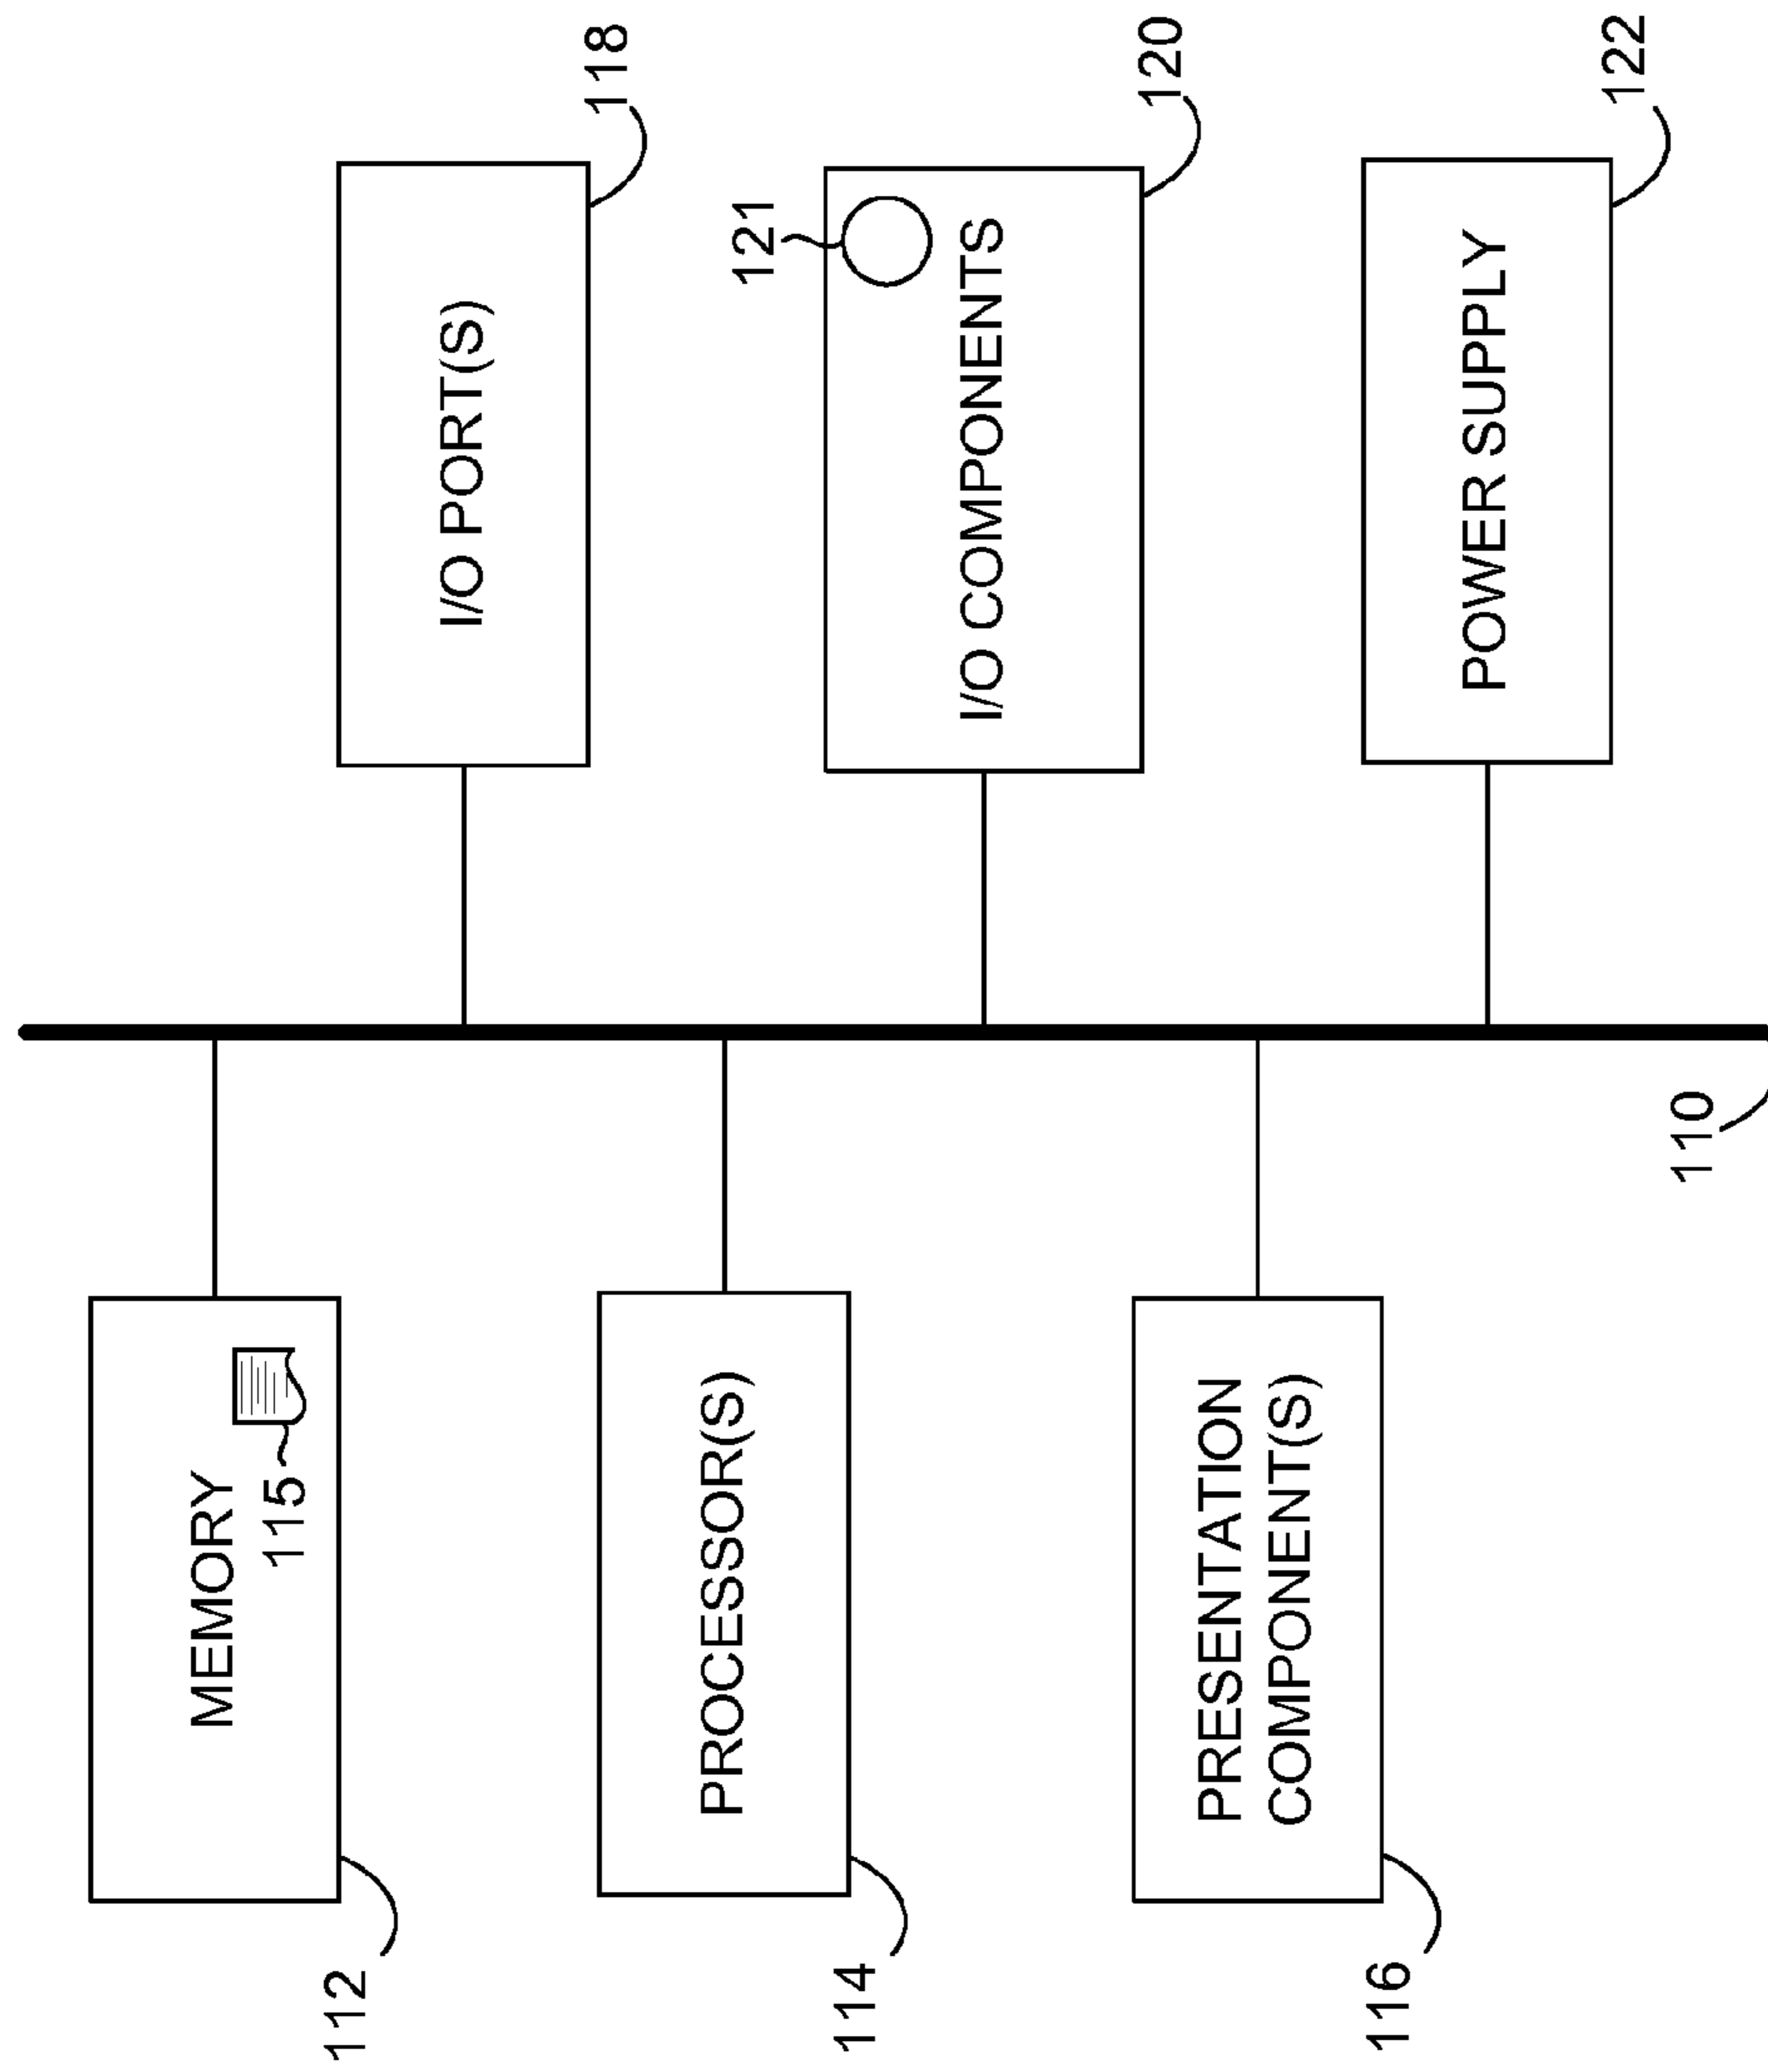 MEMORY
115
112
PROCESSOR(S)
114
PRESENTATION
COMPONENT(S)
116
I/O PORT(S)
118
121
I/O COMPONENTS
120
POWER SUPPLY
122
110